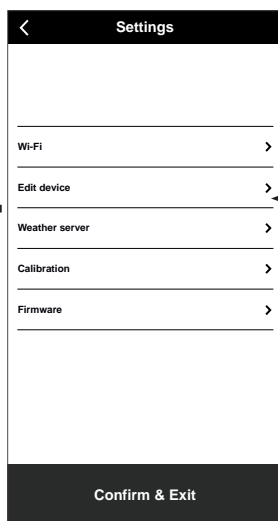 Settings
Wi-Fi
Edit device
Weather server
Calibration
Firmware
Confirm & Exit